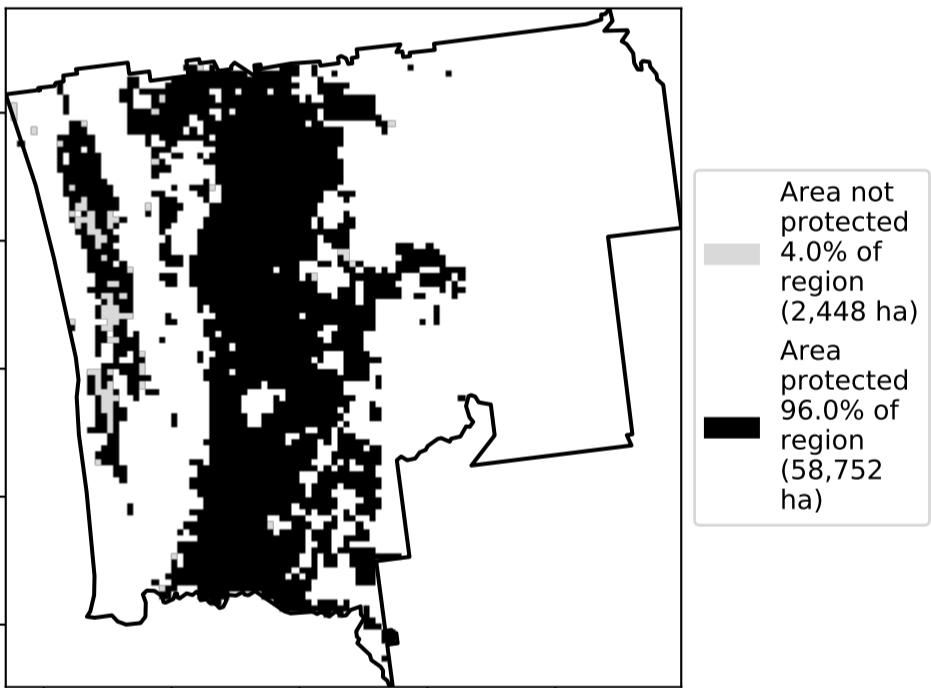 Area not
protected
4.0% of
region
(2,448 ha)
Area
protected
96.0% of
region
(58,752
ha)